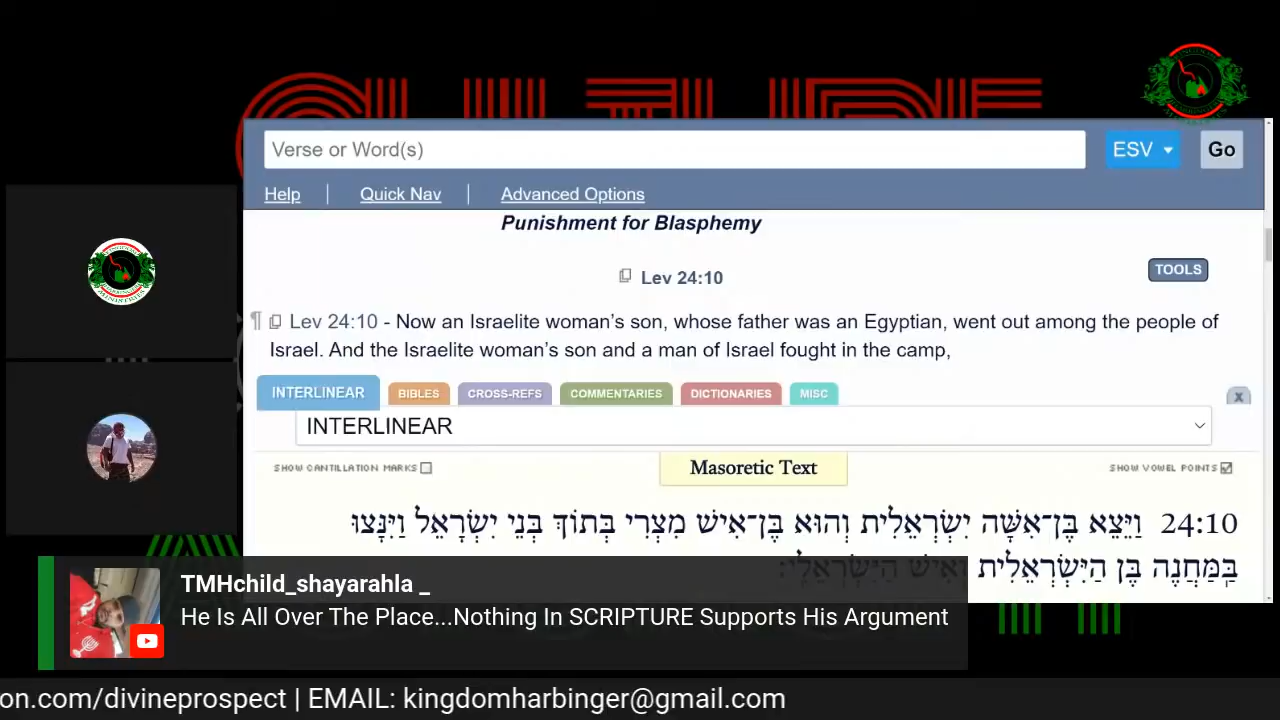 CULTURE
Verse or Word(s)
ESV
Go
Help | Quick Nav | Advanced Options
Punishment for Blasphemy
Lev 24:10
TOOLS
¶ Lev 24:10 - Now an Israelite woman’s son, whose father was an Egyptian, went out among the people of
Israel. And the Israelite woman’s son and a man of Israel fought in the camp,
INTERLINEAR
BIBLES
CROSS-REFS
COMMENTARIES
DICTIONARIES
MISC
x
INTERLINEAR
SHOW CANTILLATION MARKS
Masoretic Text
SHOW VOWEL POINTS
24:10 וַיֵּצֵא בֶּן־אִשָּׁה יִשְׂרְאֵלִית וְהוּא בֶּן־אִישׁ מִצְרִי בְּתוֹךְ בְּנֵי יִשְׂרָאֵל וַיִּנָּצוּ
בַּמַּחֲנֶה בֶּן הַיִּשְׂרְאֵלִית וְאִישׁ הַיִּשְׂרְאֵלִי׃
TMHchild_shayarahla _
He Is All Over The Place...Nothing In SCRIPTURE Supports His Argument
on.com/divineprospect | EMAIL: kingdomharbinger@gmail.com